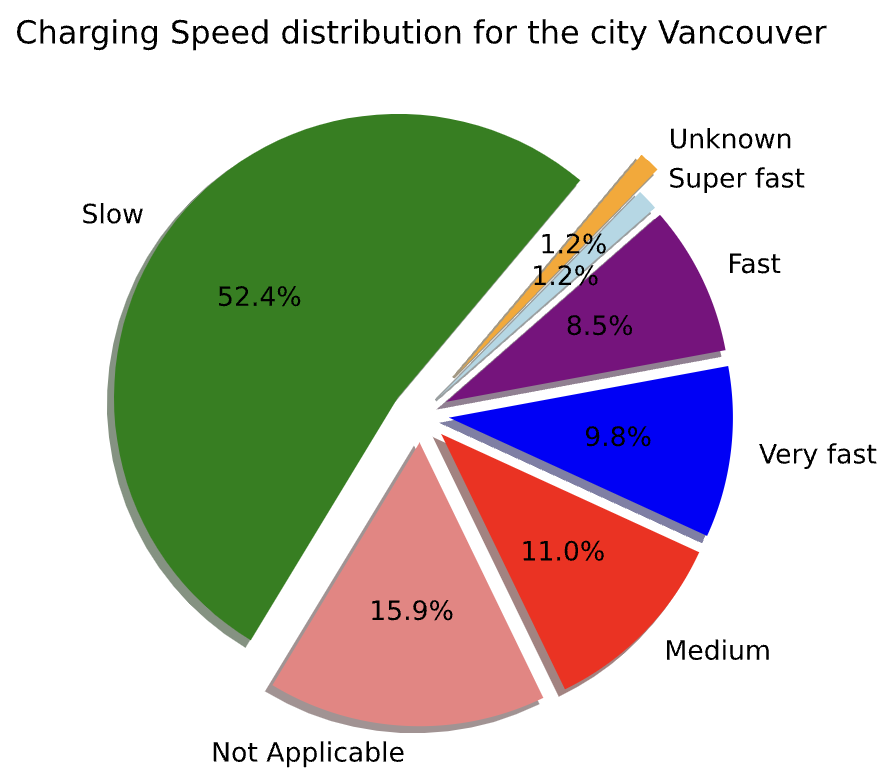 Charging Speed distribution for the city Vancouver
Unknown
Super fast
Slow
1.2%
Fast
1.2%
52.4%
8.5%
9.8%
Very fast
11.0%
15.9%
Medium
Not Applicable